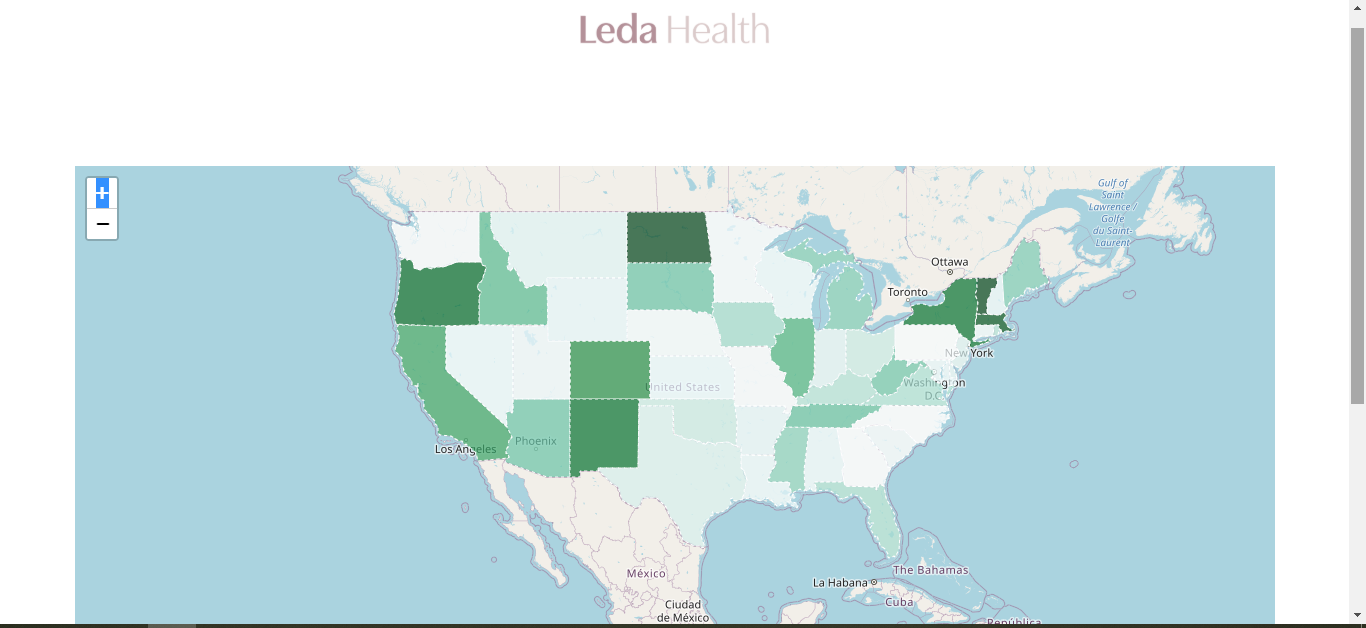 Leda Health
+
−
Gulf of
Saint
Lawrence /
Golfe
du Saint-
Laurent
Ottawa
Toronto
New York
United States
Washington
D.C.
Los Angeles
Phoenix
The Bahamas
México
La Habana
Cuba
Ciudad
de México
República